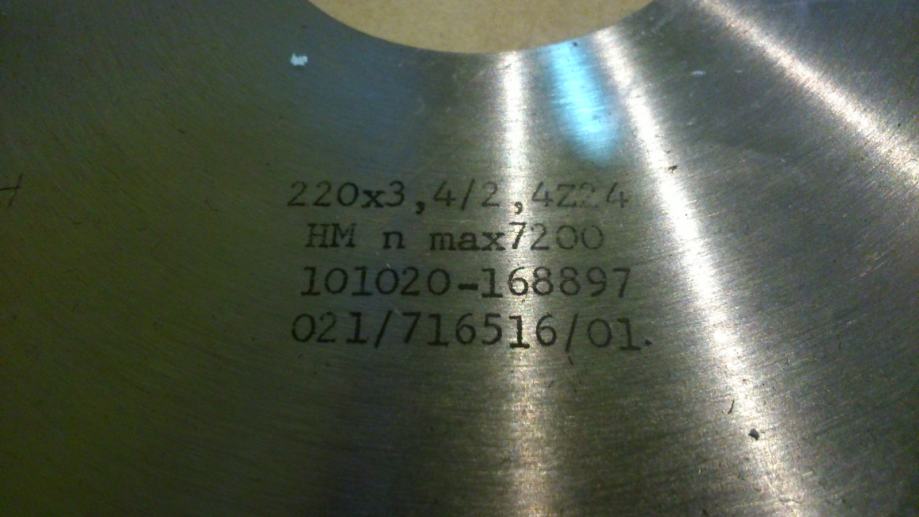 220x3,4/2,4Z24
HM n max7200
101020-168897
021/716516/01.